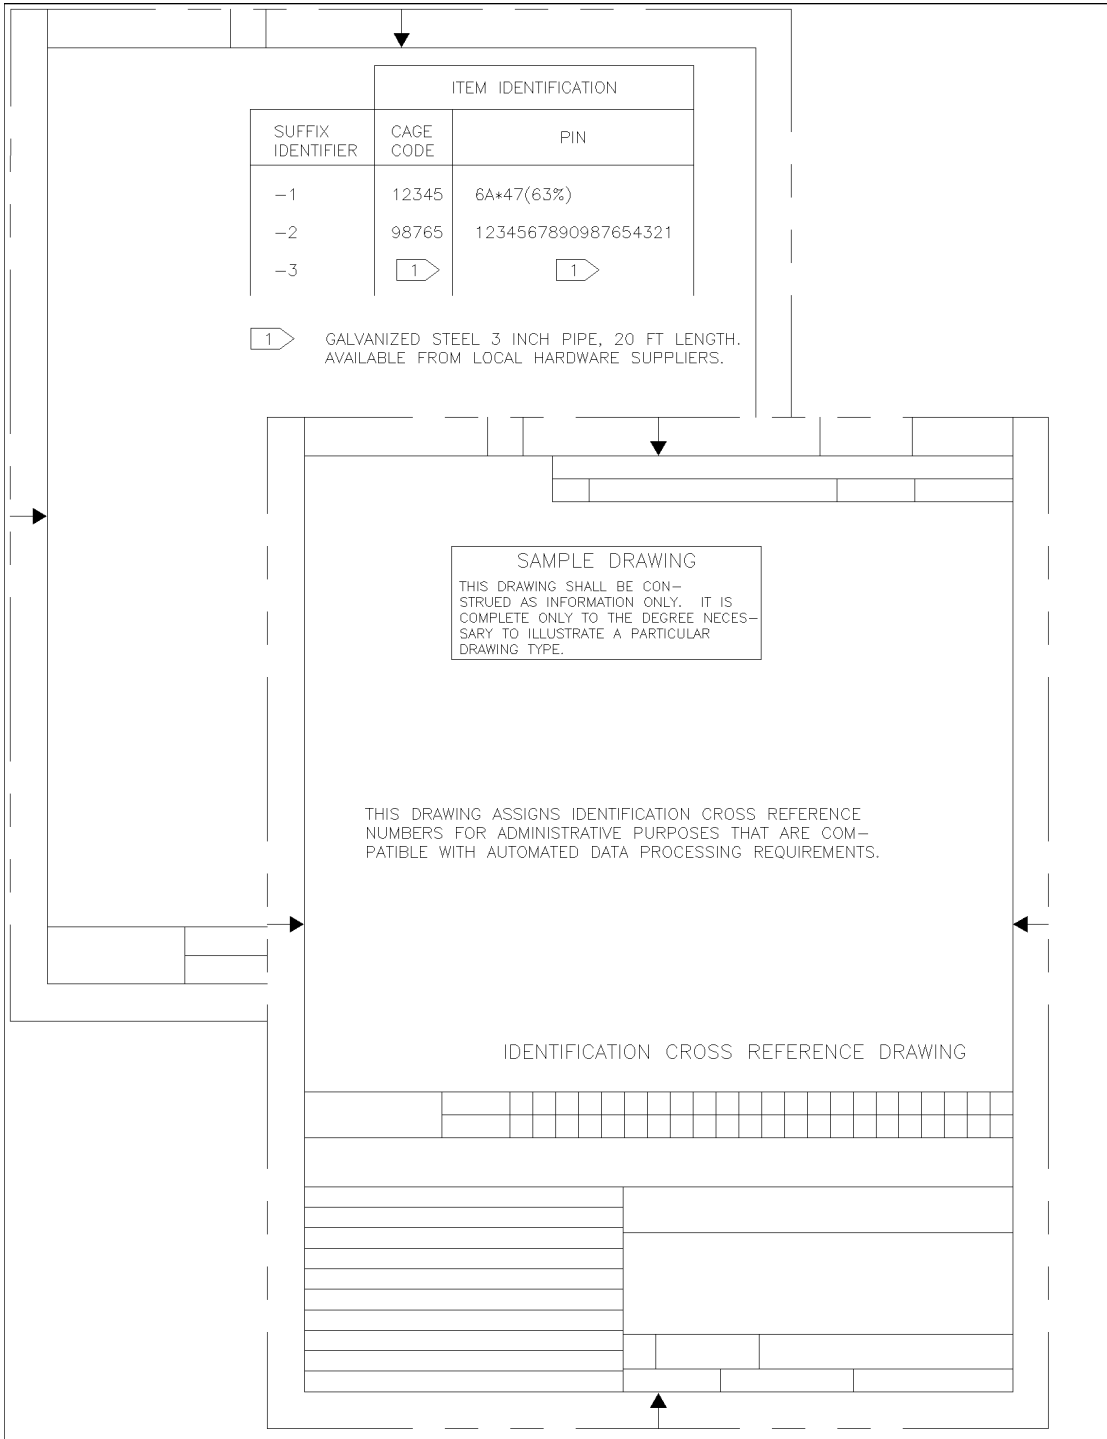 ITEM IDENTIFICATION
SUFFIX IDENTIFIER CAGE CODE PIN
-1 12345 6A*47(63%)
-2 98765 1234567890987654321
-3 1 1
1 GALVANIZED STEEL 3 INCH PIPE, 20 FT LENGTH.
AVAILABLE FROM LOCAL HARDWARE SUPPLIERS.
SAMPLE DRAWING
THIS DRAWING SHALL BE CON-
STRUED AS INFORMATION ONLY. IT IS
COMPLETE ONLY TO THE DEGREE NECES-
SARY TO ILLUSTRATE A PARTICULAR
DRAWING TYPE.
THIS DRAWING ASSIGNS IDENTIFICATION CROSS REFERENCE
NUMBERS FOR ADMINISTRATIVE PURPOSES THAT ARE COM-
PATIBLE WITH AUTOMATED DATA PROCESSING REQUIREMENTS.
IDENTIFICATION CROSS REFERENCE DRAWING